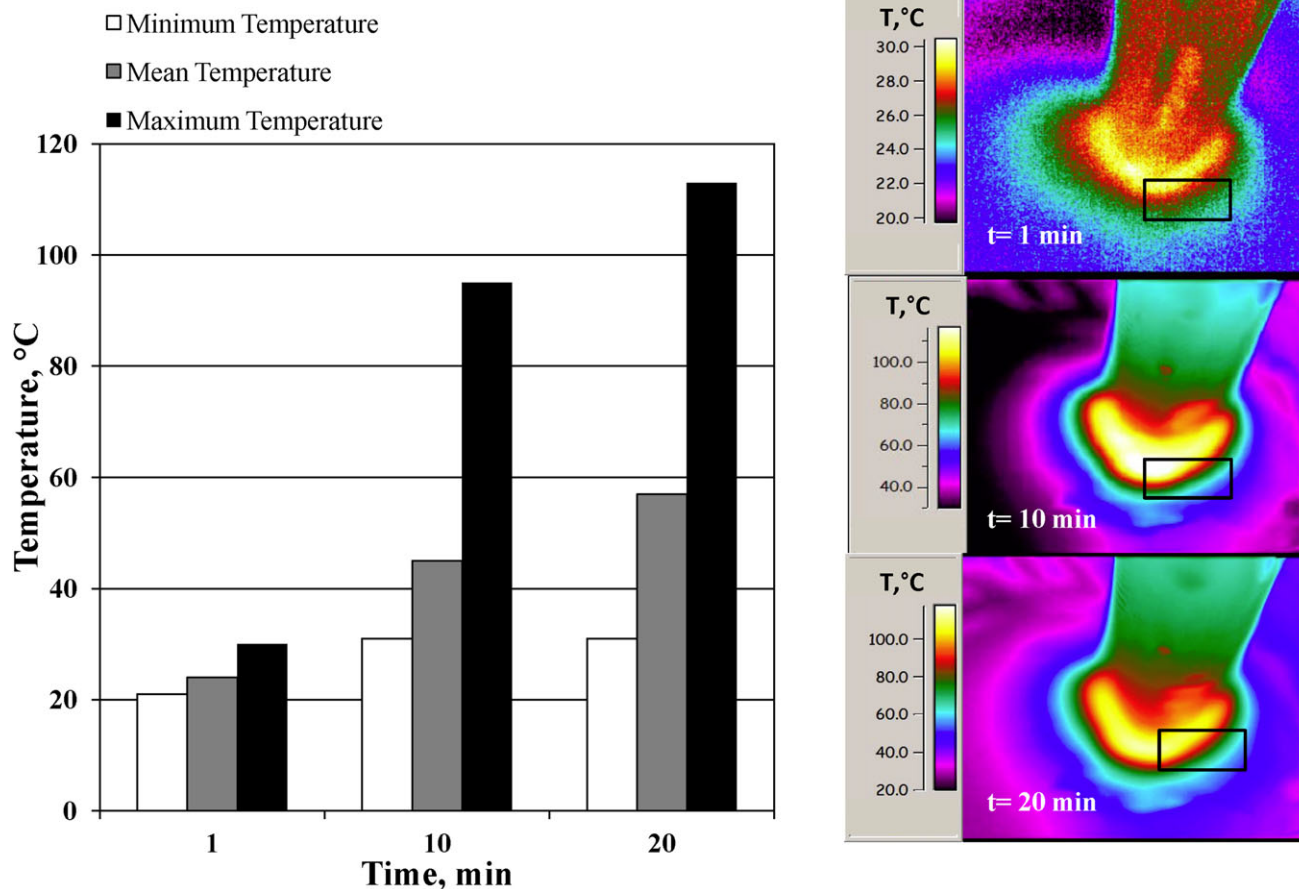 Minimum Temperature
Mean Temperature
Maximum Temperature
120
100
80
60
40
20
0
Temperature, °C
1 10 20
Time, min
T,°C
30.0
28.0
26.0
24.0
22.0
20.0
t= 1 min
T,°C
100.0
80.0
60.0
40.0
t= 10 min
T,°C
100.0
80.0
60.0
40.0
20.0
t= 20 min